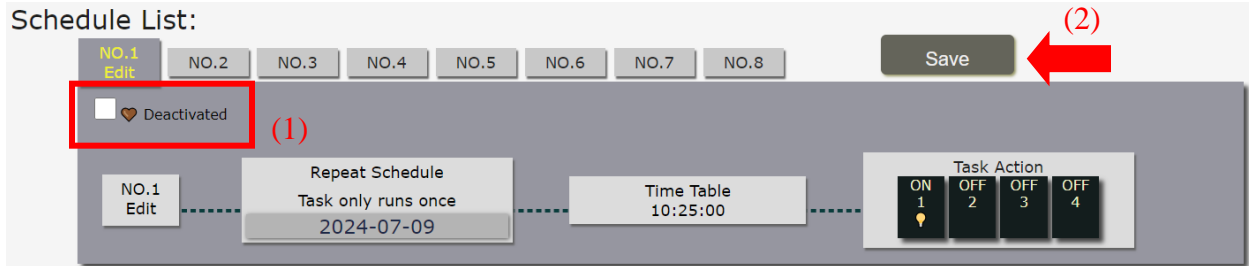 Schedule List:
(2)
NO.1
Edit
NO.2
NO.3
NO.4
NO.5
NO.6
NO.7
NO.8
Save
Deactivated
(1)
NO.1
Edit
Repeat Schedule
Task only runs once
2024-07-09
Time Table
10:25:00
Task Action
ON
1
OFF
2
OFF
3
OFF
4